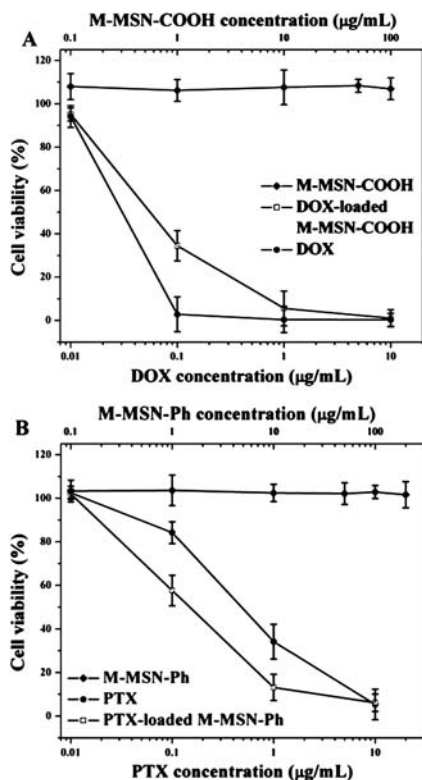 M-MSN-COOH concentration (μg/mL)
A
0.1 1 10 100
120
100
80
60
40
20
0
Cell viability (%)
M-MSN-COOH
DOX-loaded
M-MSN-COOH
DOX
0.01 0.1 1 10
DOX concentration (μg/mL)
M-MSN-Ph concentration (μg/mL)
B
0.1 1 10 100
120
100
80
60
40
20
0
Cell viability (%)
M-MSN-Ph
PTX
PTX-loaded M-MSN-Ph
0.01 0.1 1 10
PTX concentration (μg/mL)